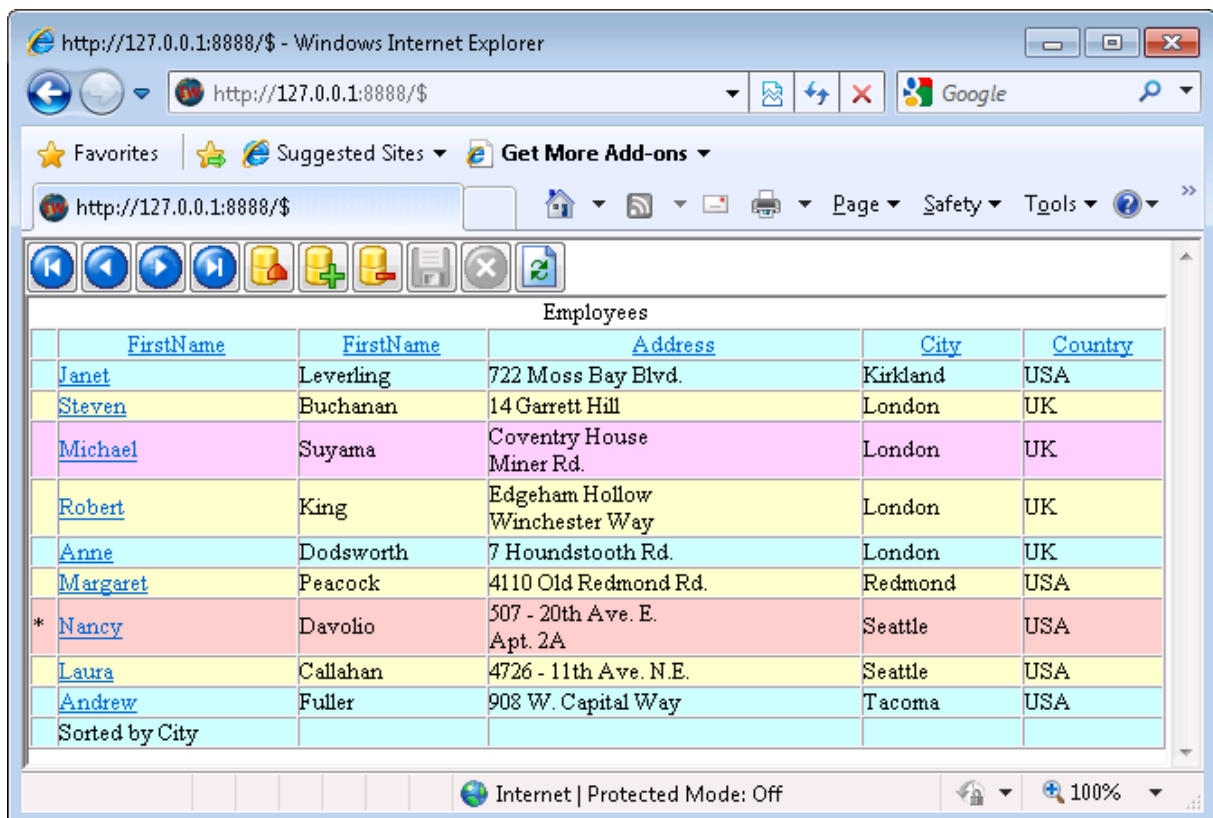 http://127.0.0.1:8888/$ - Windows Internet Explorer
http://127.0.0.1:8888/$ Google
Favorites Suggested Sites Get More Add-ons
http://127.0.0.1:8888/$ Page Safety Tools
Employees
FirstName FirstName Address City Country
Janet Leverling 722 Moss Bay Blvd. Kirkland USA
Steven Buchanan 14 Garrett Hill London UK
Michael Suyama Coventry House London UK
Miner Rd.
Robert King Edgeham Hollow London UK
Winchester Way
Anne Dodsworth 7 Houndstooth Rd. London UK
Margaret Peacock 4110 Old Redmond Rd. Redmond USA
* Nancy Davolio 507 - 20th Ave. E. Seattle USA
Apt. 2A
Laura Callahan 4726 - 11th Ave. N.E. Seattle USA
Andrew Fuller 908 W. Capital Way Tacoma USA
Sorted by City
Internet | Protected Mode: Off 100%